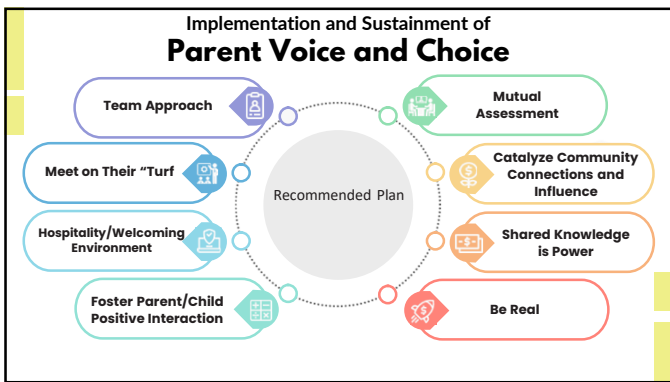 Implementation and Sustainment of
Parent Voice and Choice
Team Approach
Meet on Their “Turf
Hospitality/Welcoming
Environment
Foster Parent/Child
Positive Interaction
Recommended Plan
Mutual
Assessment
Catalyze Community
Connections and
Influence
Shared Knowledge
is Power
Be Real